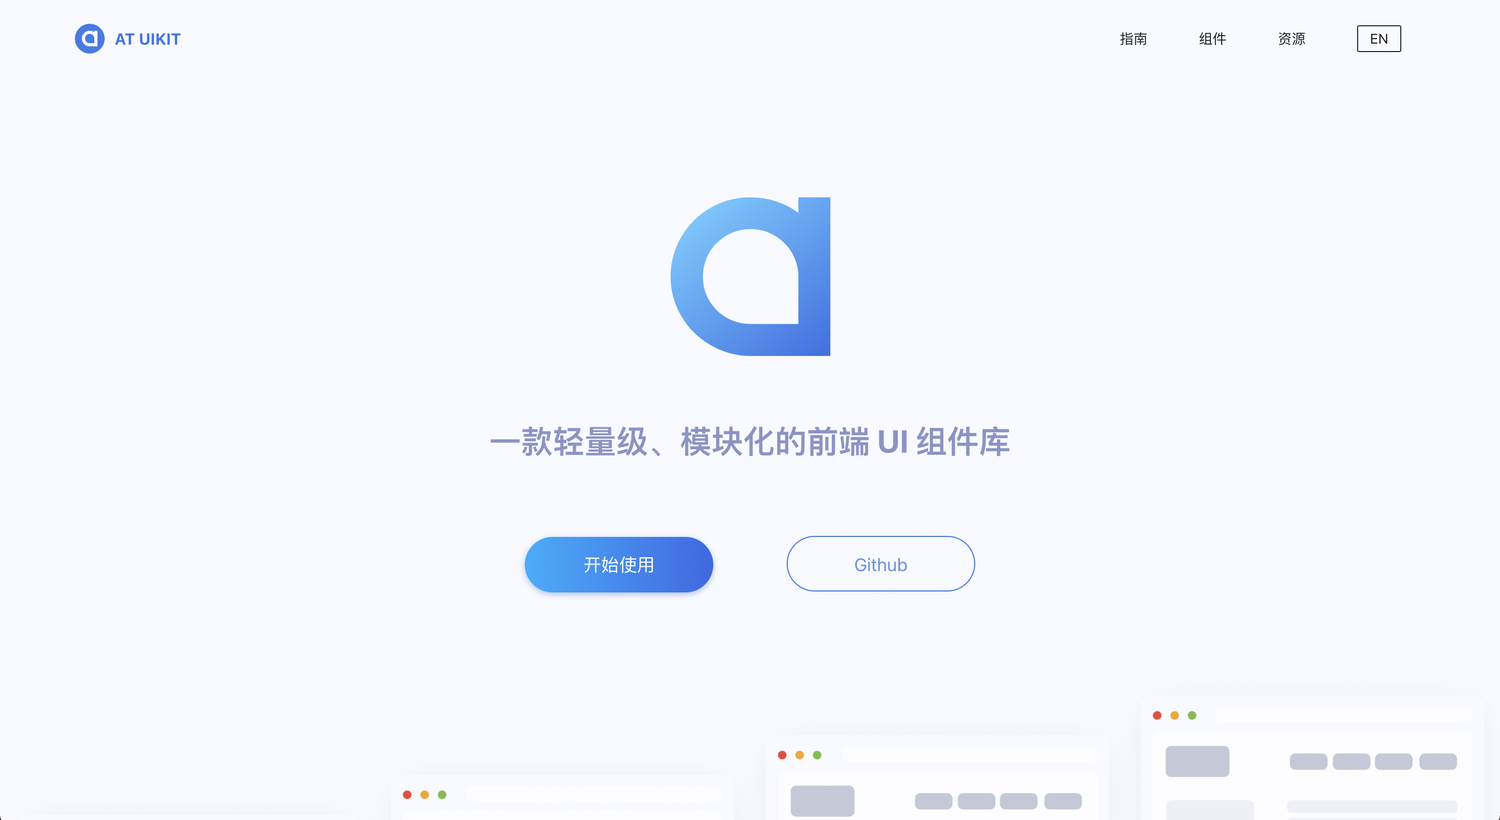 AT UIKIT
指南
组件
资源
EN
一款轻量级、模块化的前端 UI 组件库
开始使用
Github